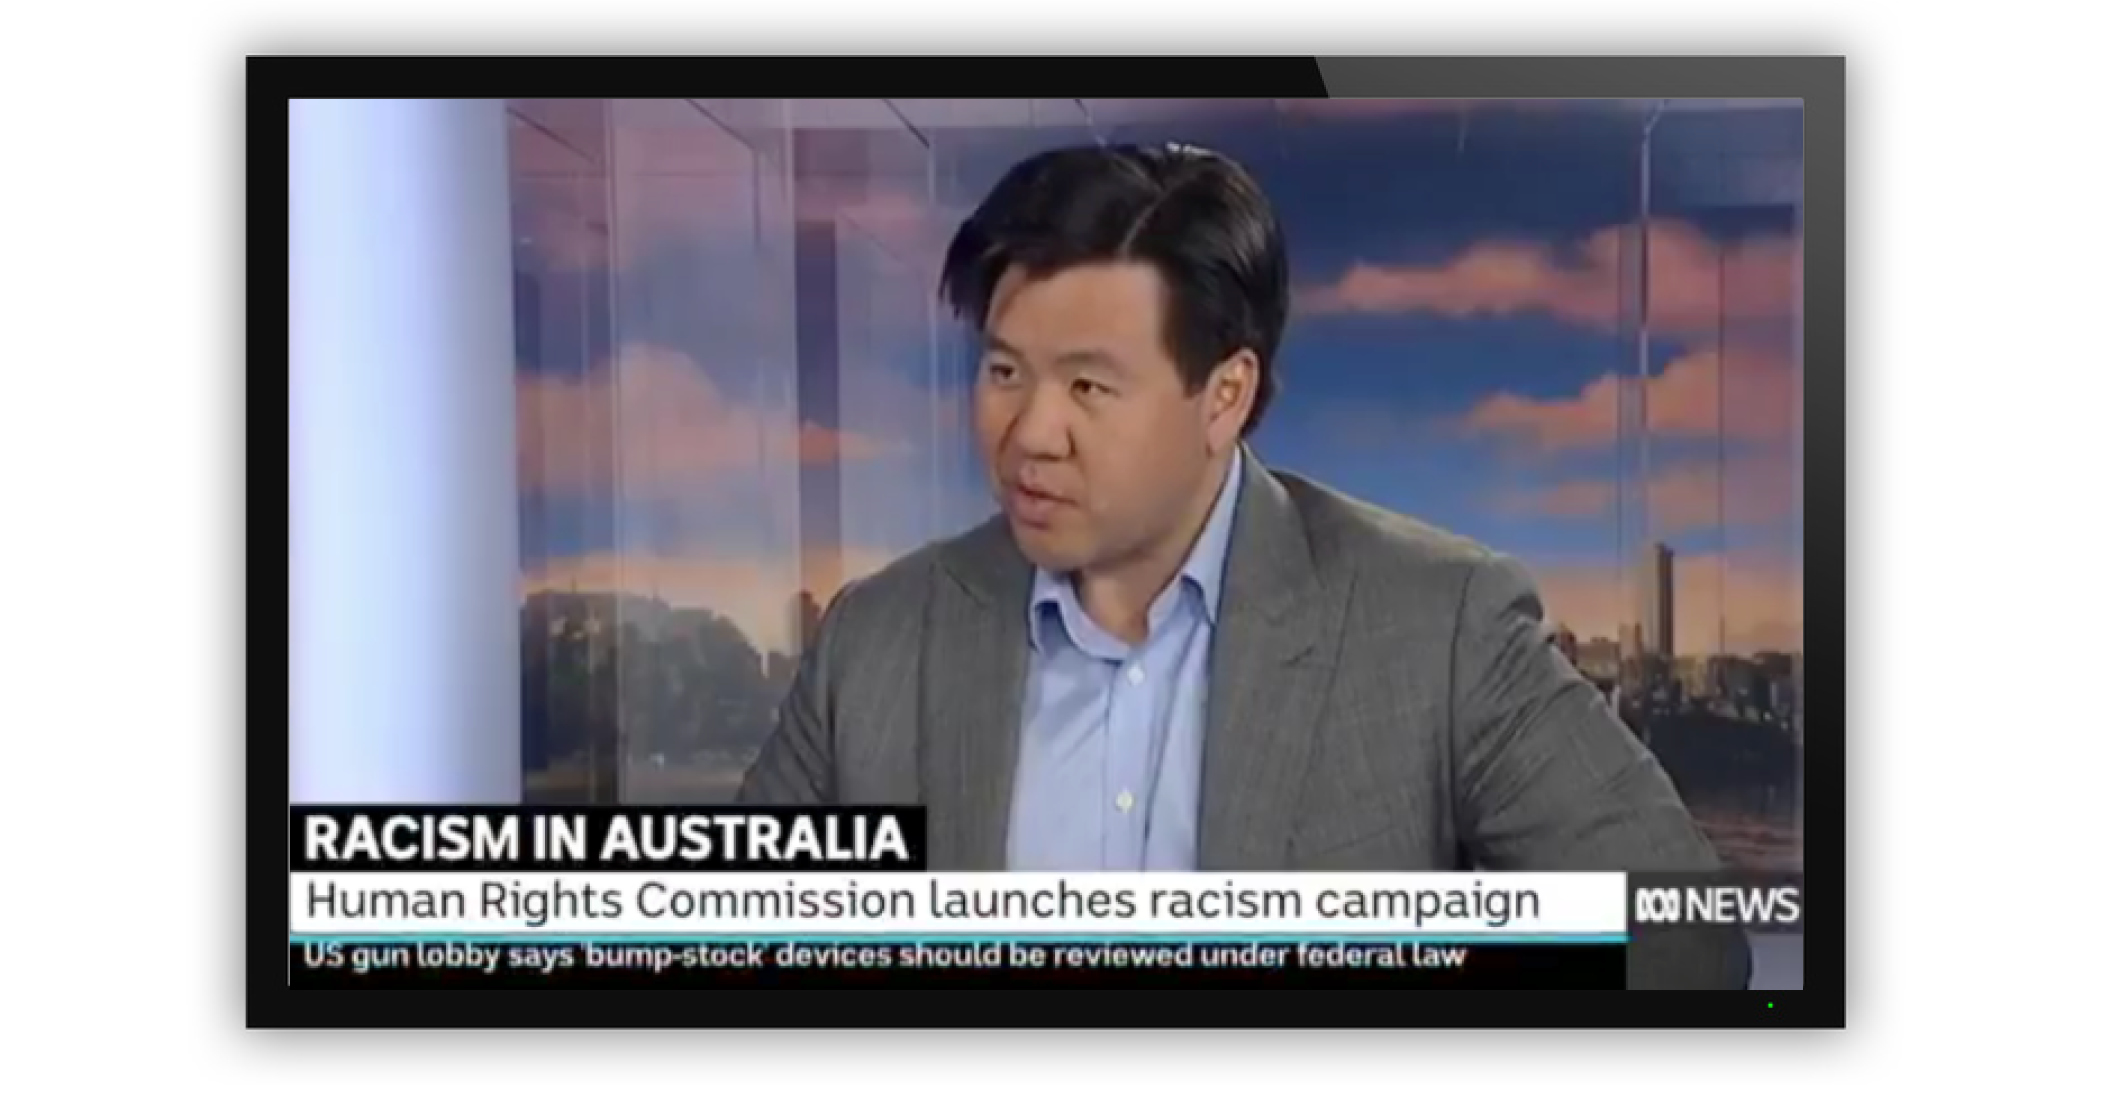 RACISM IN AUSTRALIA
Human Rights Commission launches racism campaign
ABC NEWS
US gun lobby says 'bump-stock' devices should be reviewed under federal law